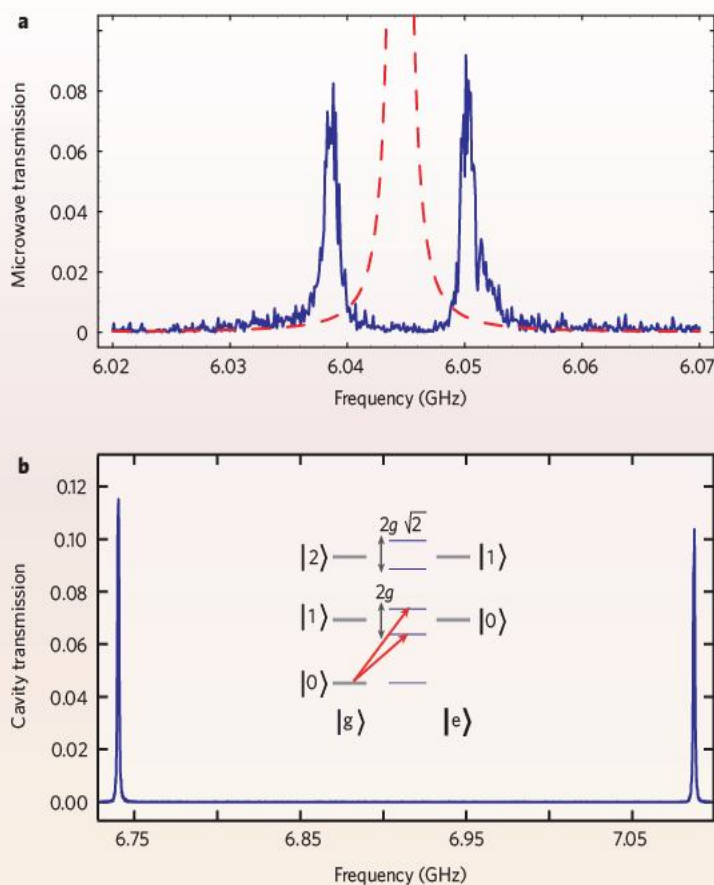 a
Microwave transmission
0.08
0.06
0.04
0.02
0
6.02 6.03 6.04 6.05 6.06 6.07
Frequency (GHz)
b
Cavity transmission
0.12
0.10
0.08
0.06
0.04
0.02
0.00
2g √2
|2⟩ |1⟩
2g
|1⟩ |0⟩
|0⟩
|g⟩ |e⟩
6.75 6.85 6.95 7.05
Frequency (GHz)